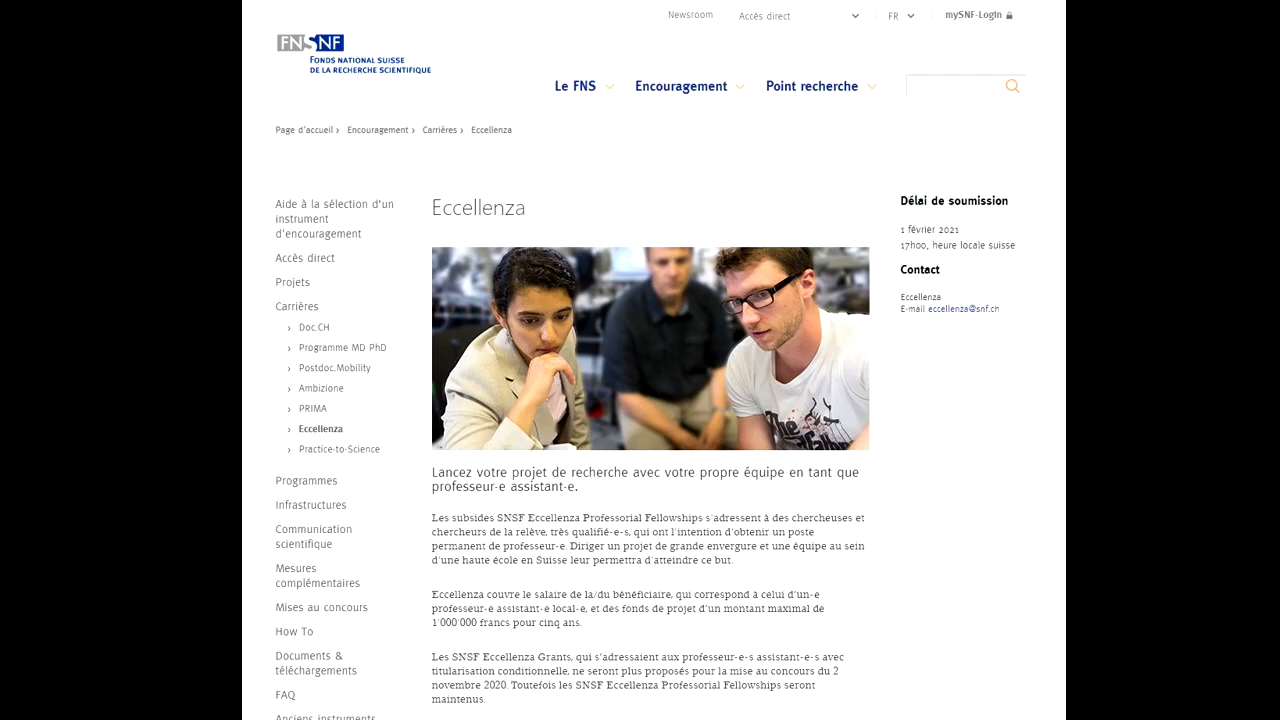 Newsroom
Accès direct
FR
mySNF-Login
FNSNF
FONDS NATIONAL SUISSE
DE LA RECHERCHE SCIENTIFIQUE
Le FNS
Encouragement
Point recherche
Page d'accueil › Encouragement › Carrières › Eccellenza
Aide à la sélection d'un
instrument
d'encouragement
Accès direct
Projets
Carrières
› Doc.CH
› Programme MD PhD
› Postdoc.Mobility
› Ambizione
› PRIMA
› Eccellenza
› Practice-to-Science
Programmes
Infrastructures
Communication
scientifique
Mesures
complémentaires
Mises au concours
How To
Documents &
téléchargements
FAQ
Anciens instruments
Eccellenza
The
Lancez votre projet de recherche avec votre propre équipe en tant que
professeur-e assistant-e.
Les subsides SNSF Eccellenza Professorial Fellowships s'adressent à des chercheuses et
chercheurs de la relève, très qualifié-e-s, qui ont l'intention d'obtenir un poste
permanent de professeur-e. Diriger un projet de grande envergure et une équipe au sein
d'une haute école en Suisse leur permettra d'atteindre ce but.
Eccellenza couvre le salaire de la/du bénéficiaire, qui correspond à celui d'un-e
professeur-e assistant-e local-e, et des fonds de projet d'un montant maximal de
1'000'000 francs pour cinq ans.
Les SNSF Eccellenza Grants, qui s'adressaient aux professeur-e-s assistant-e-s avec
titularisation conditionnelle, ne seront plus proposés pour la mise au concours du 2
novembre 2020. Toutefois les SNSF Eccellenza Professorial Fellowships seront
maintenus.
Délai de soumission
1 février 2021
17h00, heure locale suisse
Contact
Eccellenza
E-mail eccellenza@snf.ch